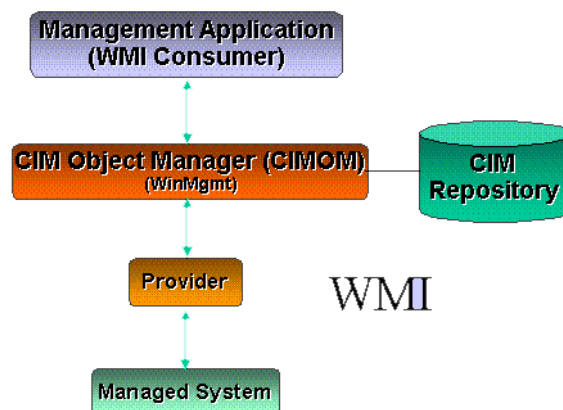 Management Application
(WMI Consumer)
CIM Object Manager (CIMOM)
(WinMgmt)
CIM
Repository
Provider
WMI
Managed System